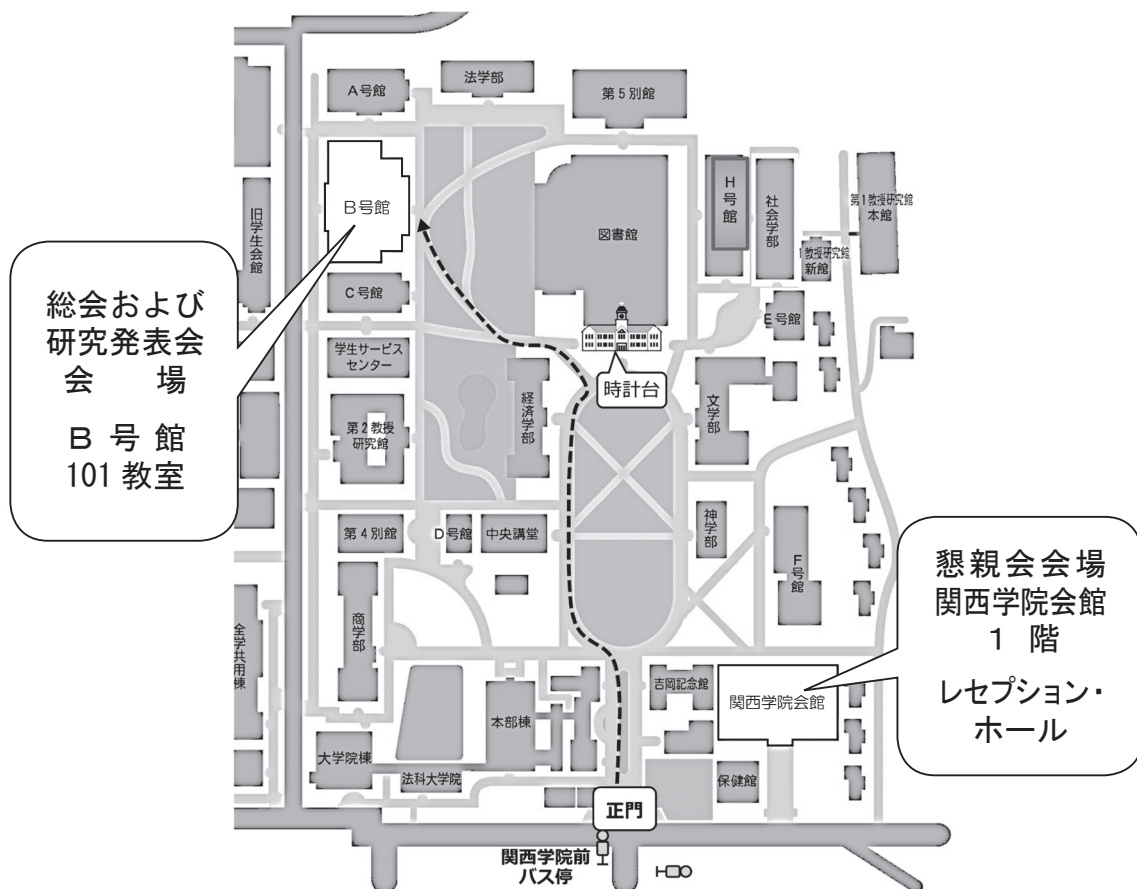 A号館
法学部
第5別館
B号館
旧学生会館
図書館
H号館
社会学部
第1教授研究館
本館
1教授研究館
新館
総会および
研究発表会
会 場
B 号 館
101 教室
C号館
E号館
学生サービス
センター
時計台
経済学部
文学部
第2教授
研究館
第4別館
D号館
中央講堂
神学部
F号館
懇親会会場
関西学院会館
1 階
レセプション・
ホール
商学部
全学共用棟
吉岡記念館
関西学院会館
本部棟
大学院棟
法科大学院
保健館
正門
関西学院前
バス停